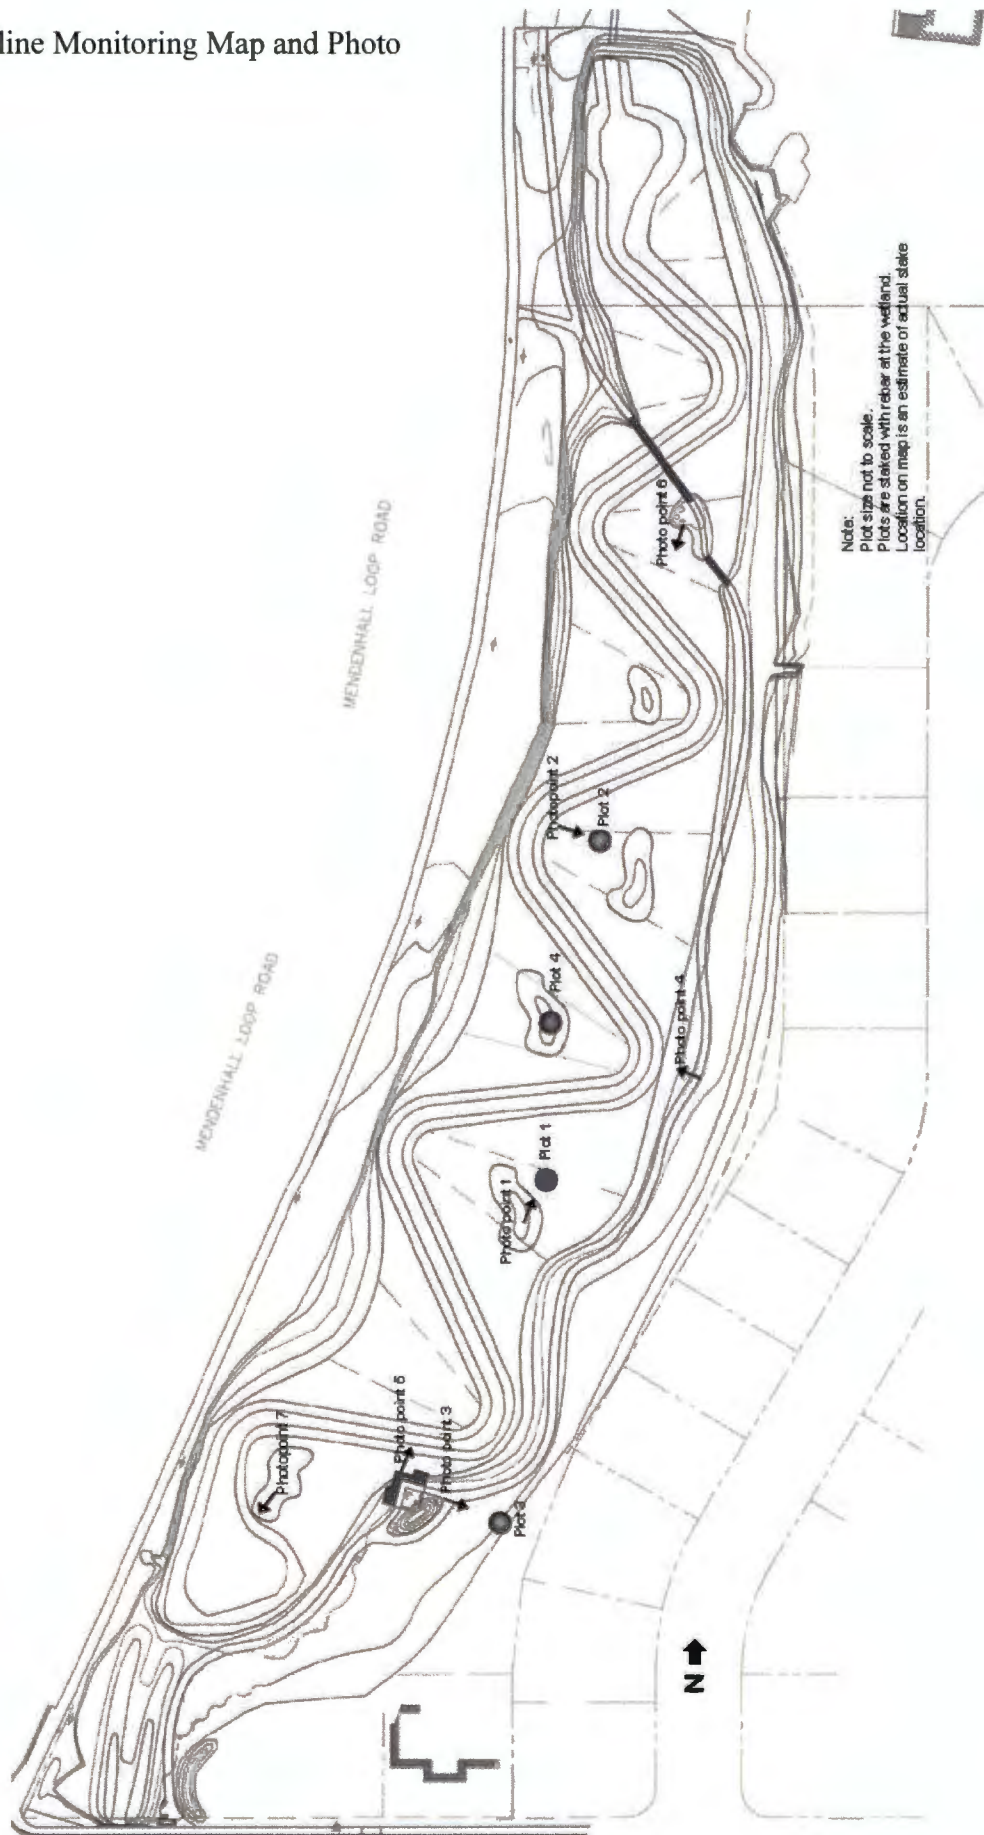 line Monitoring Map and Photo
MENDENHALL LOOP ROAD
MENDENHALL LOOP ROAD
Note:
Plot size not to scale.
Plots are staked with rebar at the wetland.
Location on map is an estimate of actual stake
location.
Photo point 6
Photopoint 2
Plot 2
Plot 4
Photo point 4
Plot 1
Photo point 1
Photo point 5
Photo point 3
Photopoint 7
Plot 3
N